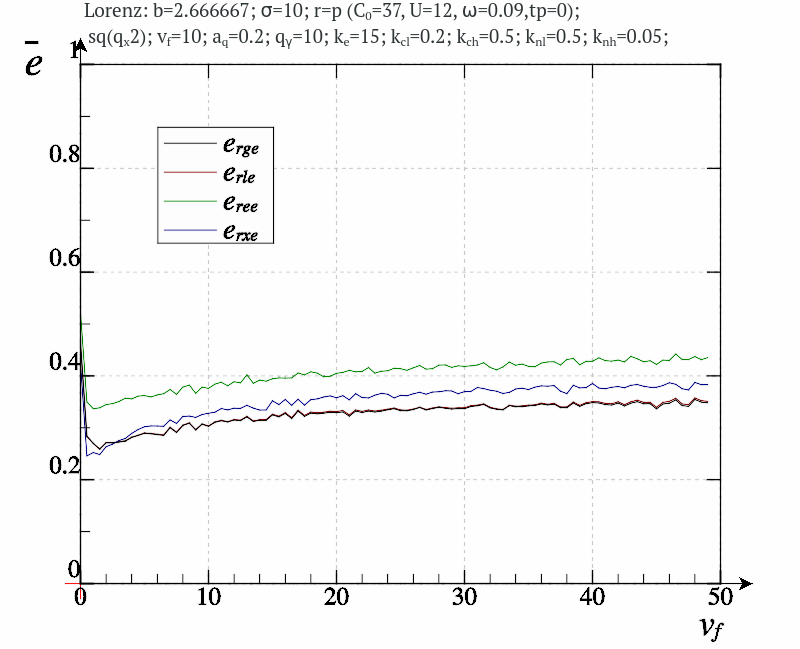 Lorenz: b=2.666667; σ=10; r=p (C₀=37, U=12, ω=0.09,tp=0);
sq(qₓ2); v_f=10; a_q=0.2; q_γ=10; kₑ=15; k_cl=0.2; k_ch=0.5; k_nl=0.5; k_nh=0.05;
e̅
1
e_rge
0.8
e_rle
e_ree
e_rxe
0.6
0.4
0.2
0
0 10 20 30 40 50
v_f